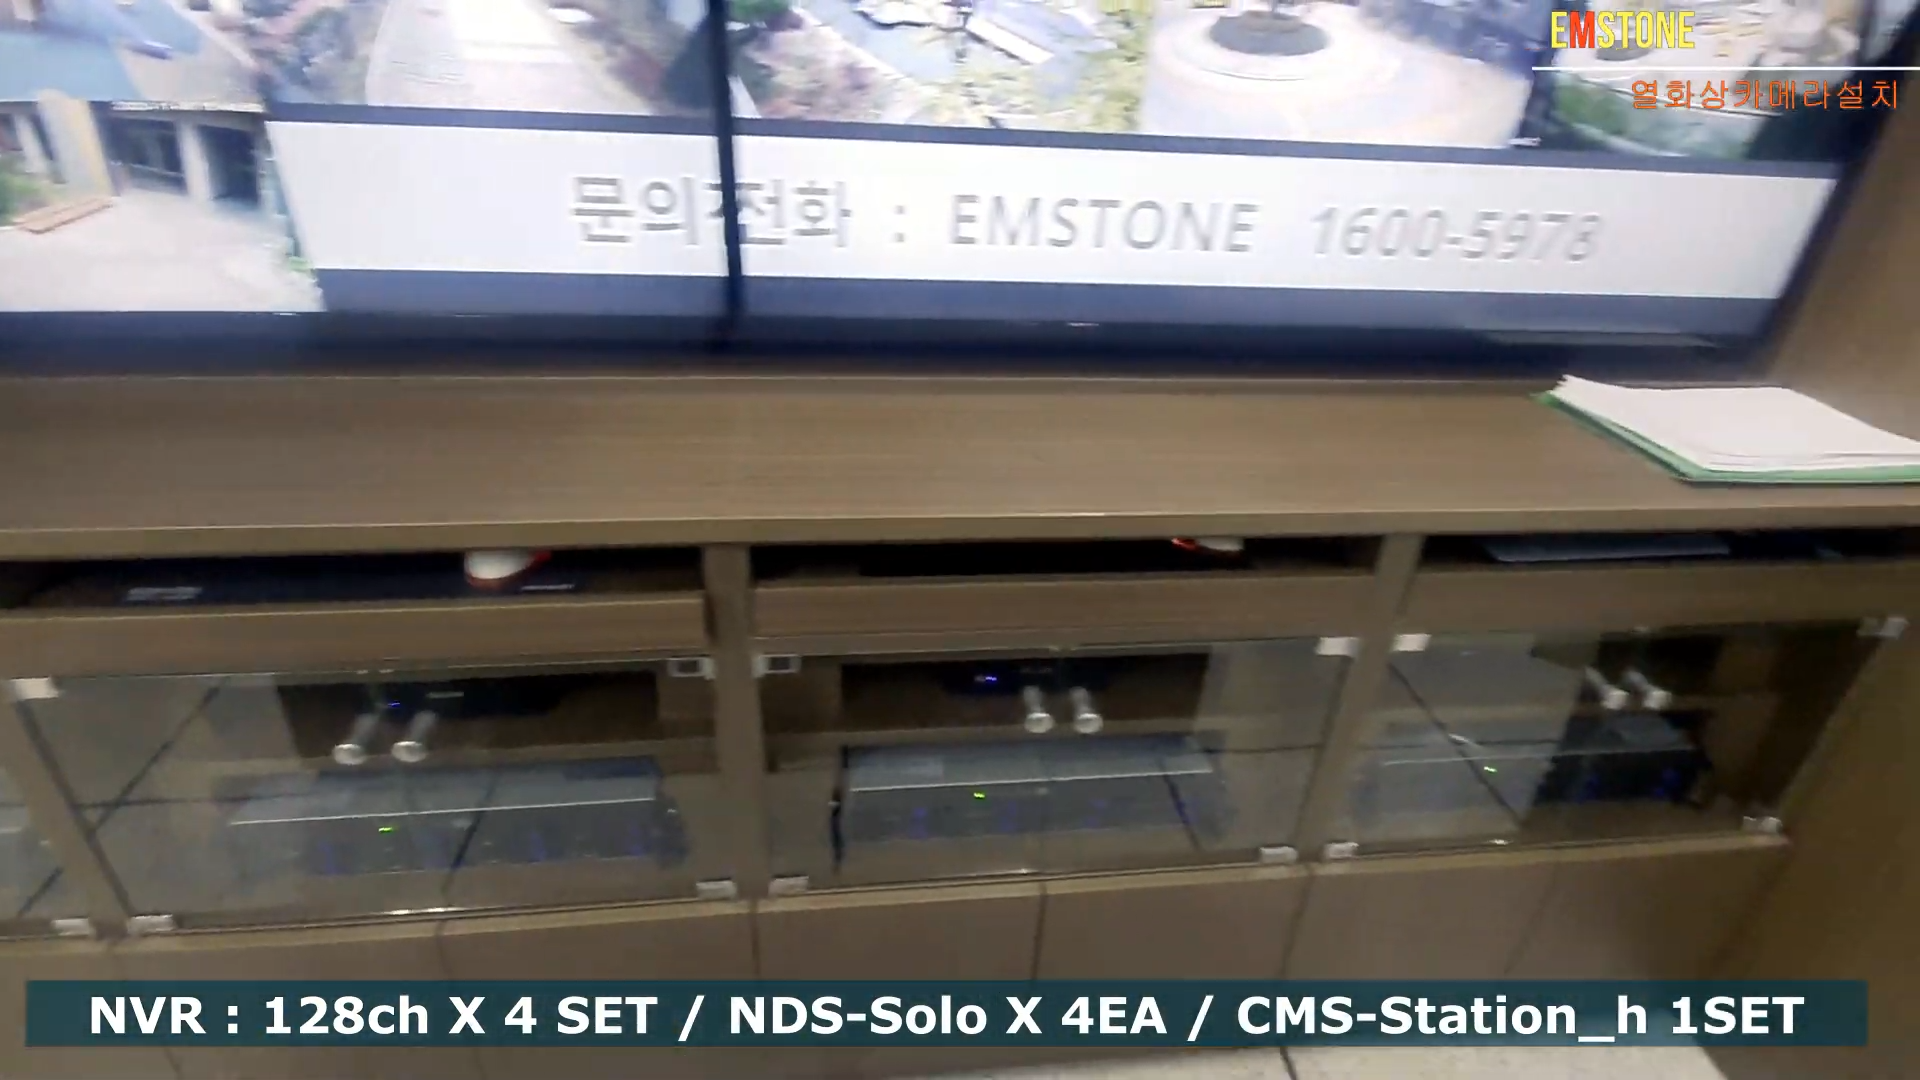 EMSTONE
열화상카메라설치
문의전화 : EMSTONE 1600-5978
NVR : 128ch X 4 SET / NDS-Solo X 4EA / CMS-Station_h 1SET